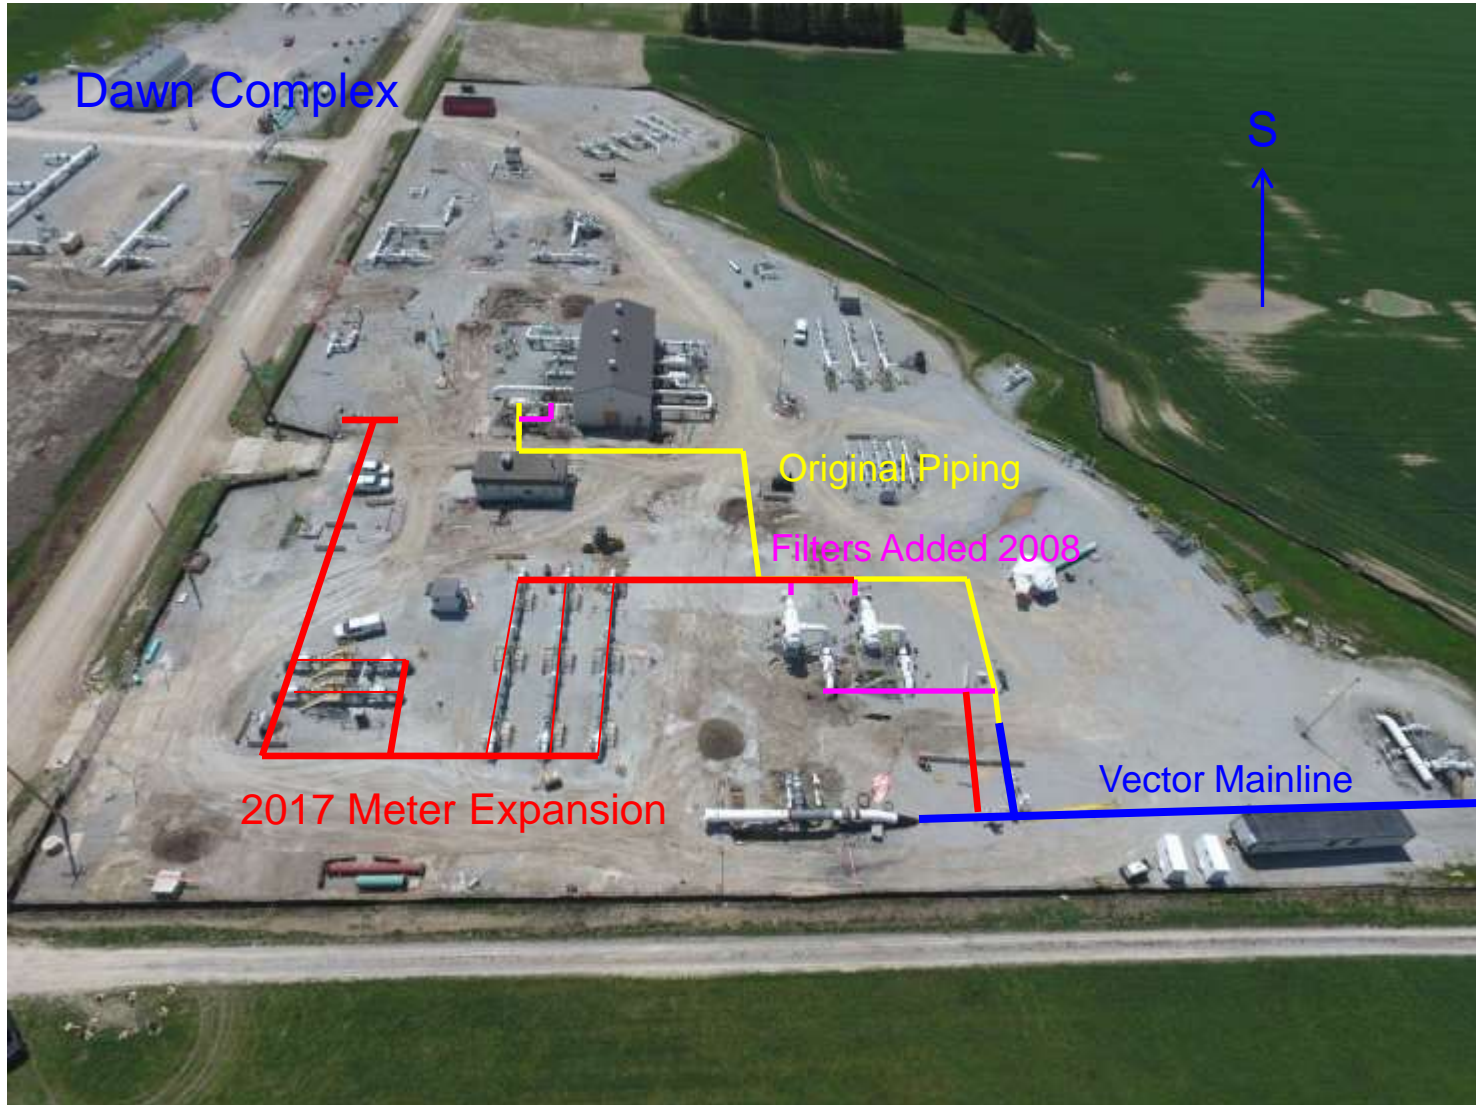 Dawn Complex
S
Original Piping
Filters Added 2008
Vector Mainline
2017 Meter Expansion